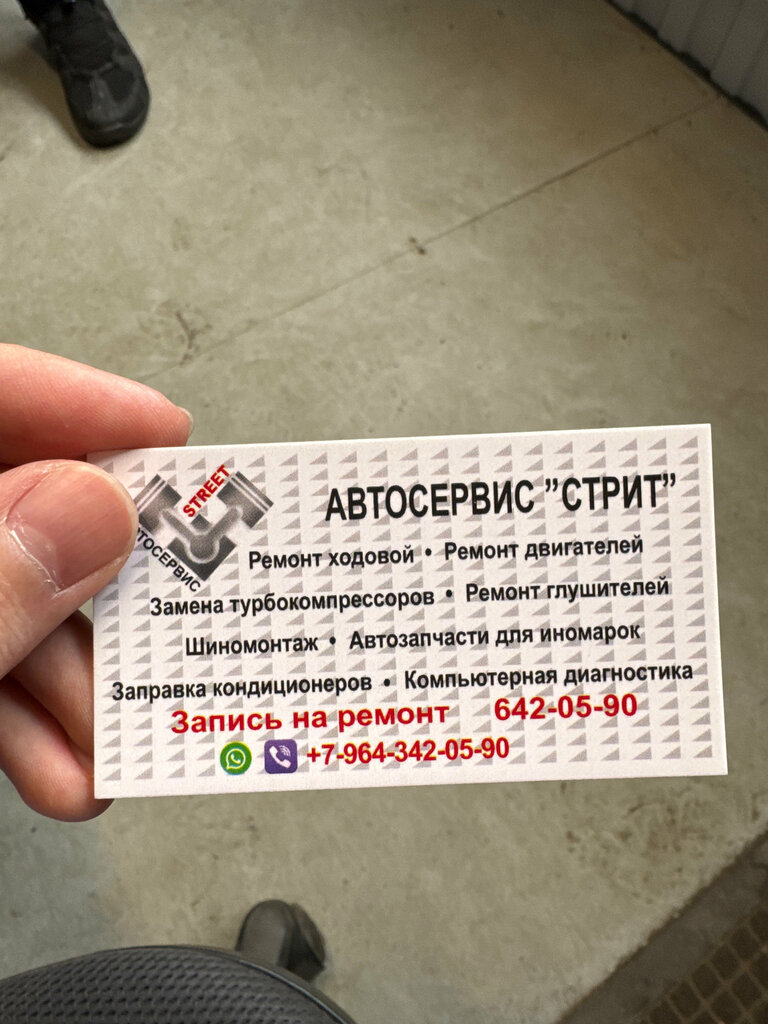 STREET
АВТОСЕРВИС ”СТРИТ”
Ремонт ходовой • Ремонт двигателей
Замена турбокомпрессоров • Ремонт глушителей
Шиномонтаж • Автозапчасти для иномарок
Заправка кондиционеров • Компьютерная диагностика
Запись на ремонт 642-05-90
+7-964-342-05-90